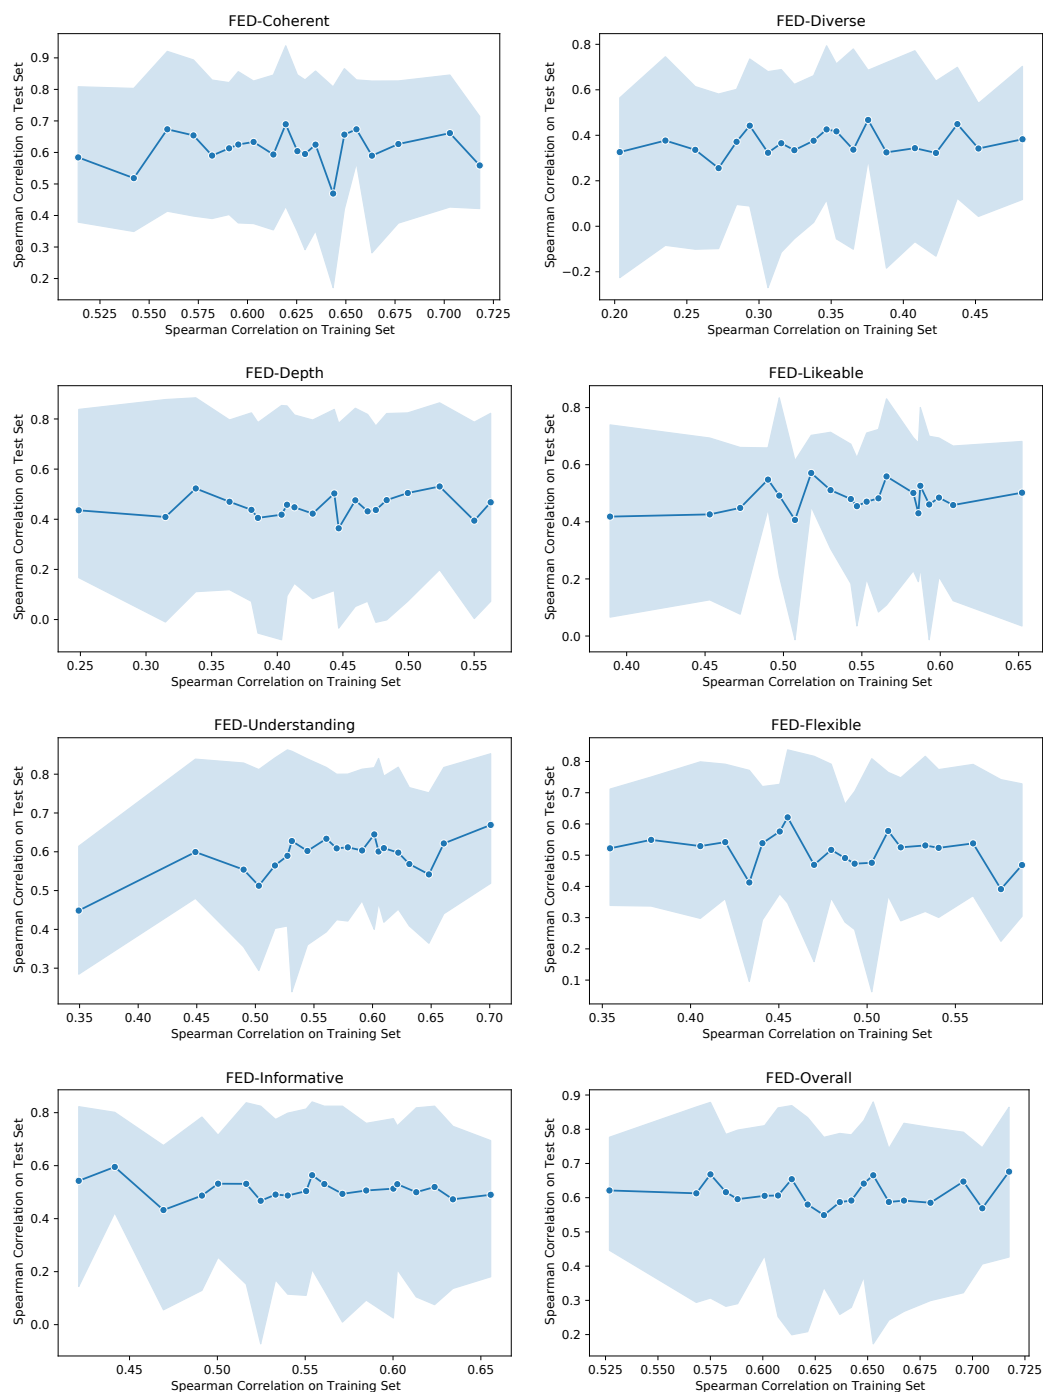 FED-Coherent
Spearman Correlation on Test Set
0.9
0.8
0.7
0.6
0.5
0.4
0.3
0.2
0.525 0.550 0.575 0.600 0.625 0.650 0.675 0.700 0.725
Spearman Correlation on Training Set
FED-Diverse
Spearman Correlation on Test Set
0.8
0.6
0.4
0.2
0.0
−0.2
0.20 0.25 0.30 0.35 0.40 0.45
Spearman Correlation on Training Set
FED-Depth
Spearman Correlation on Test Set
0.8
0.6
0.4
0.2
0.0
0.25 0.30 0.35 0.40 0.45 0.50 0.55
Spearman Correlation on Training Set
FED-Likeable
Spearman Correlation on Test Set
0.8
0.6
0.4
0.2
0.0
0.40 0.45 0.50 0.55 0.60 0.65
Spearman Correlation on Training Set
FED-Understanding
Spearman Correlation on Test Set
0.8
0.7
0.6
0.5
0.4
0.3
0.35 0.40 0.45 0.50 0.55 0.60 0.65 0.70
Spearman Correlation on Training Set
FED-Flexible
Spearman Correlation on Test Set
0.8
0.7
0.6
0.5
0.4
0.3
0.2
0.1
0.35 0.40 0.45 0.50 0.55
Spearman Correlation on Training Set
FED-Informative
Spearman Correlation on Test Set
0.8
0.6
0.4
0.2
0.0
0.45 0.50 0.55 0.60 0.65
Spearman Correlation on Training Set
FED-Overall
Spearman Correlation on Test Set
0.9
0.8
0.7
0.6
0.5
0.4
0.3
0.2
0.525 0.550 0.575 0.600 0.625 0.650 0.675 0.700 0.725
Spearman Correlation on Training Set